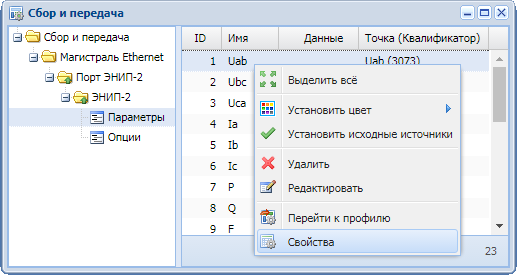 Сбор и передача
Сбор и передача
Магистраль Ethernet
Порт ЭНИП-2
ЭНИП-2
Параметры
Опции
ID Имя Данные Точка (Квалификатор)
1 Uab Uab (3073)
2 Ubc
3 Uca
4 Ia
5 Ib
6 Ic
7 P
8 Q
9 F
Выделить всё
Установить цвет
Установить исходные источники
Удалить
Редактировать
Перейти к профилю
Свойства
23